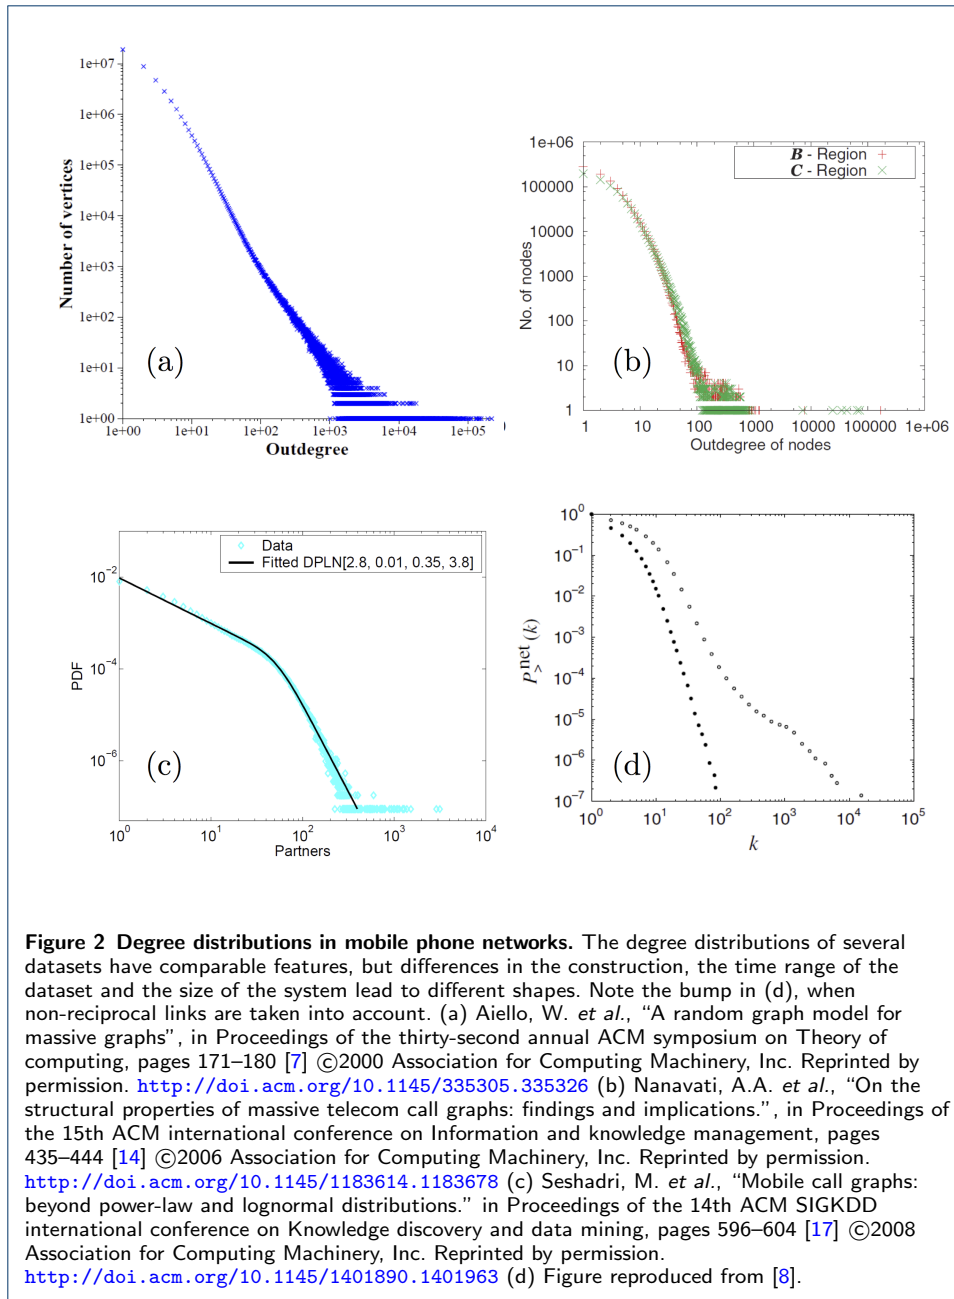 1e+07
1e+06
1e+05
1e+04
1e+03
1e+02
1e+01
1e+00
Number of vertices
(a)
1e+00 1e+01 1e+02 1e+03 1e+04 1e+05
Outdegree
1e+06
100000
10000
1000
100
10
1
No. of nodes
B - Region
C - Region
(b)
1 10 100 1000 10000 100000 1e+06
Outdegree of nodes
0
Data
Fitted DPLN[2.8, 0.01, 0.35, 3.8]
10^-2
10^-4
10^-6
PDF
(c)
10^0 10^1 10^2 10^3 10^4
Partners
10^0
10^-1
10^-2
10^-3
10^-4
10^-5
10^-6
10^-7
P_>^net (k)
(d)
10^0 10^1 10^2 10^3 10^4 10^5
k
Figure 2 Degree distributions in mobile phone networks. The degree distributions of several
datasets have comparable features, but differences in the construction, the time range of the
dataset and the size of the system lead to different shapes. Note the bump in (d), when
non-reciprocal links are taken into account. (a) Aiello, W. et al., “A random graph model for
massive graphs”, in Proceedings of the thirty-second annual ACM symposium on Theory of
computing, pages 171–180 [7] ©2000 Association for Computing Machinery, Inc. Reprinted by
permission. http://doi.acm.org/10.1145/335305.335326 (b) Nanavati, A.A. et al., “On the
structural properties of massive telecom call graphs: findings and implications.”, in Proceedings of
the 15th ACM international conference on Information and knowledge management, pages
435–444 [14] ©2006 Association for Computing Machinery, Inc. Reprinted by permission.
http://doi.acm.org/10.1145/1183614.1183678 (c) Seshadri, M. et al., “Mobile call graphs:
beyond power-law and lognormal distributions.” in Proceedings of the 14th ACM SIGKDD
international conference on Knowledge discovery and data mining, pages 596–604 [17] ©2008
Association for Computing Machinery, Inc. Reprinted by permission.
http://doi.acm.org/10.1145/1401890.1401963 (d) Figure reproduced from [8].